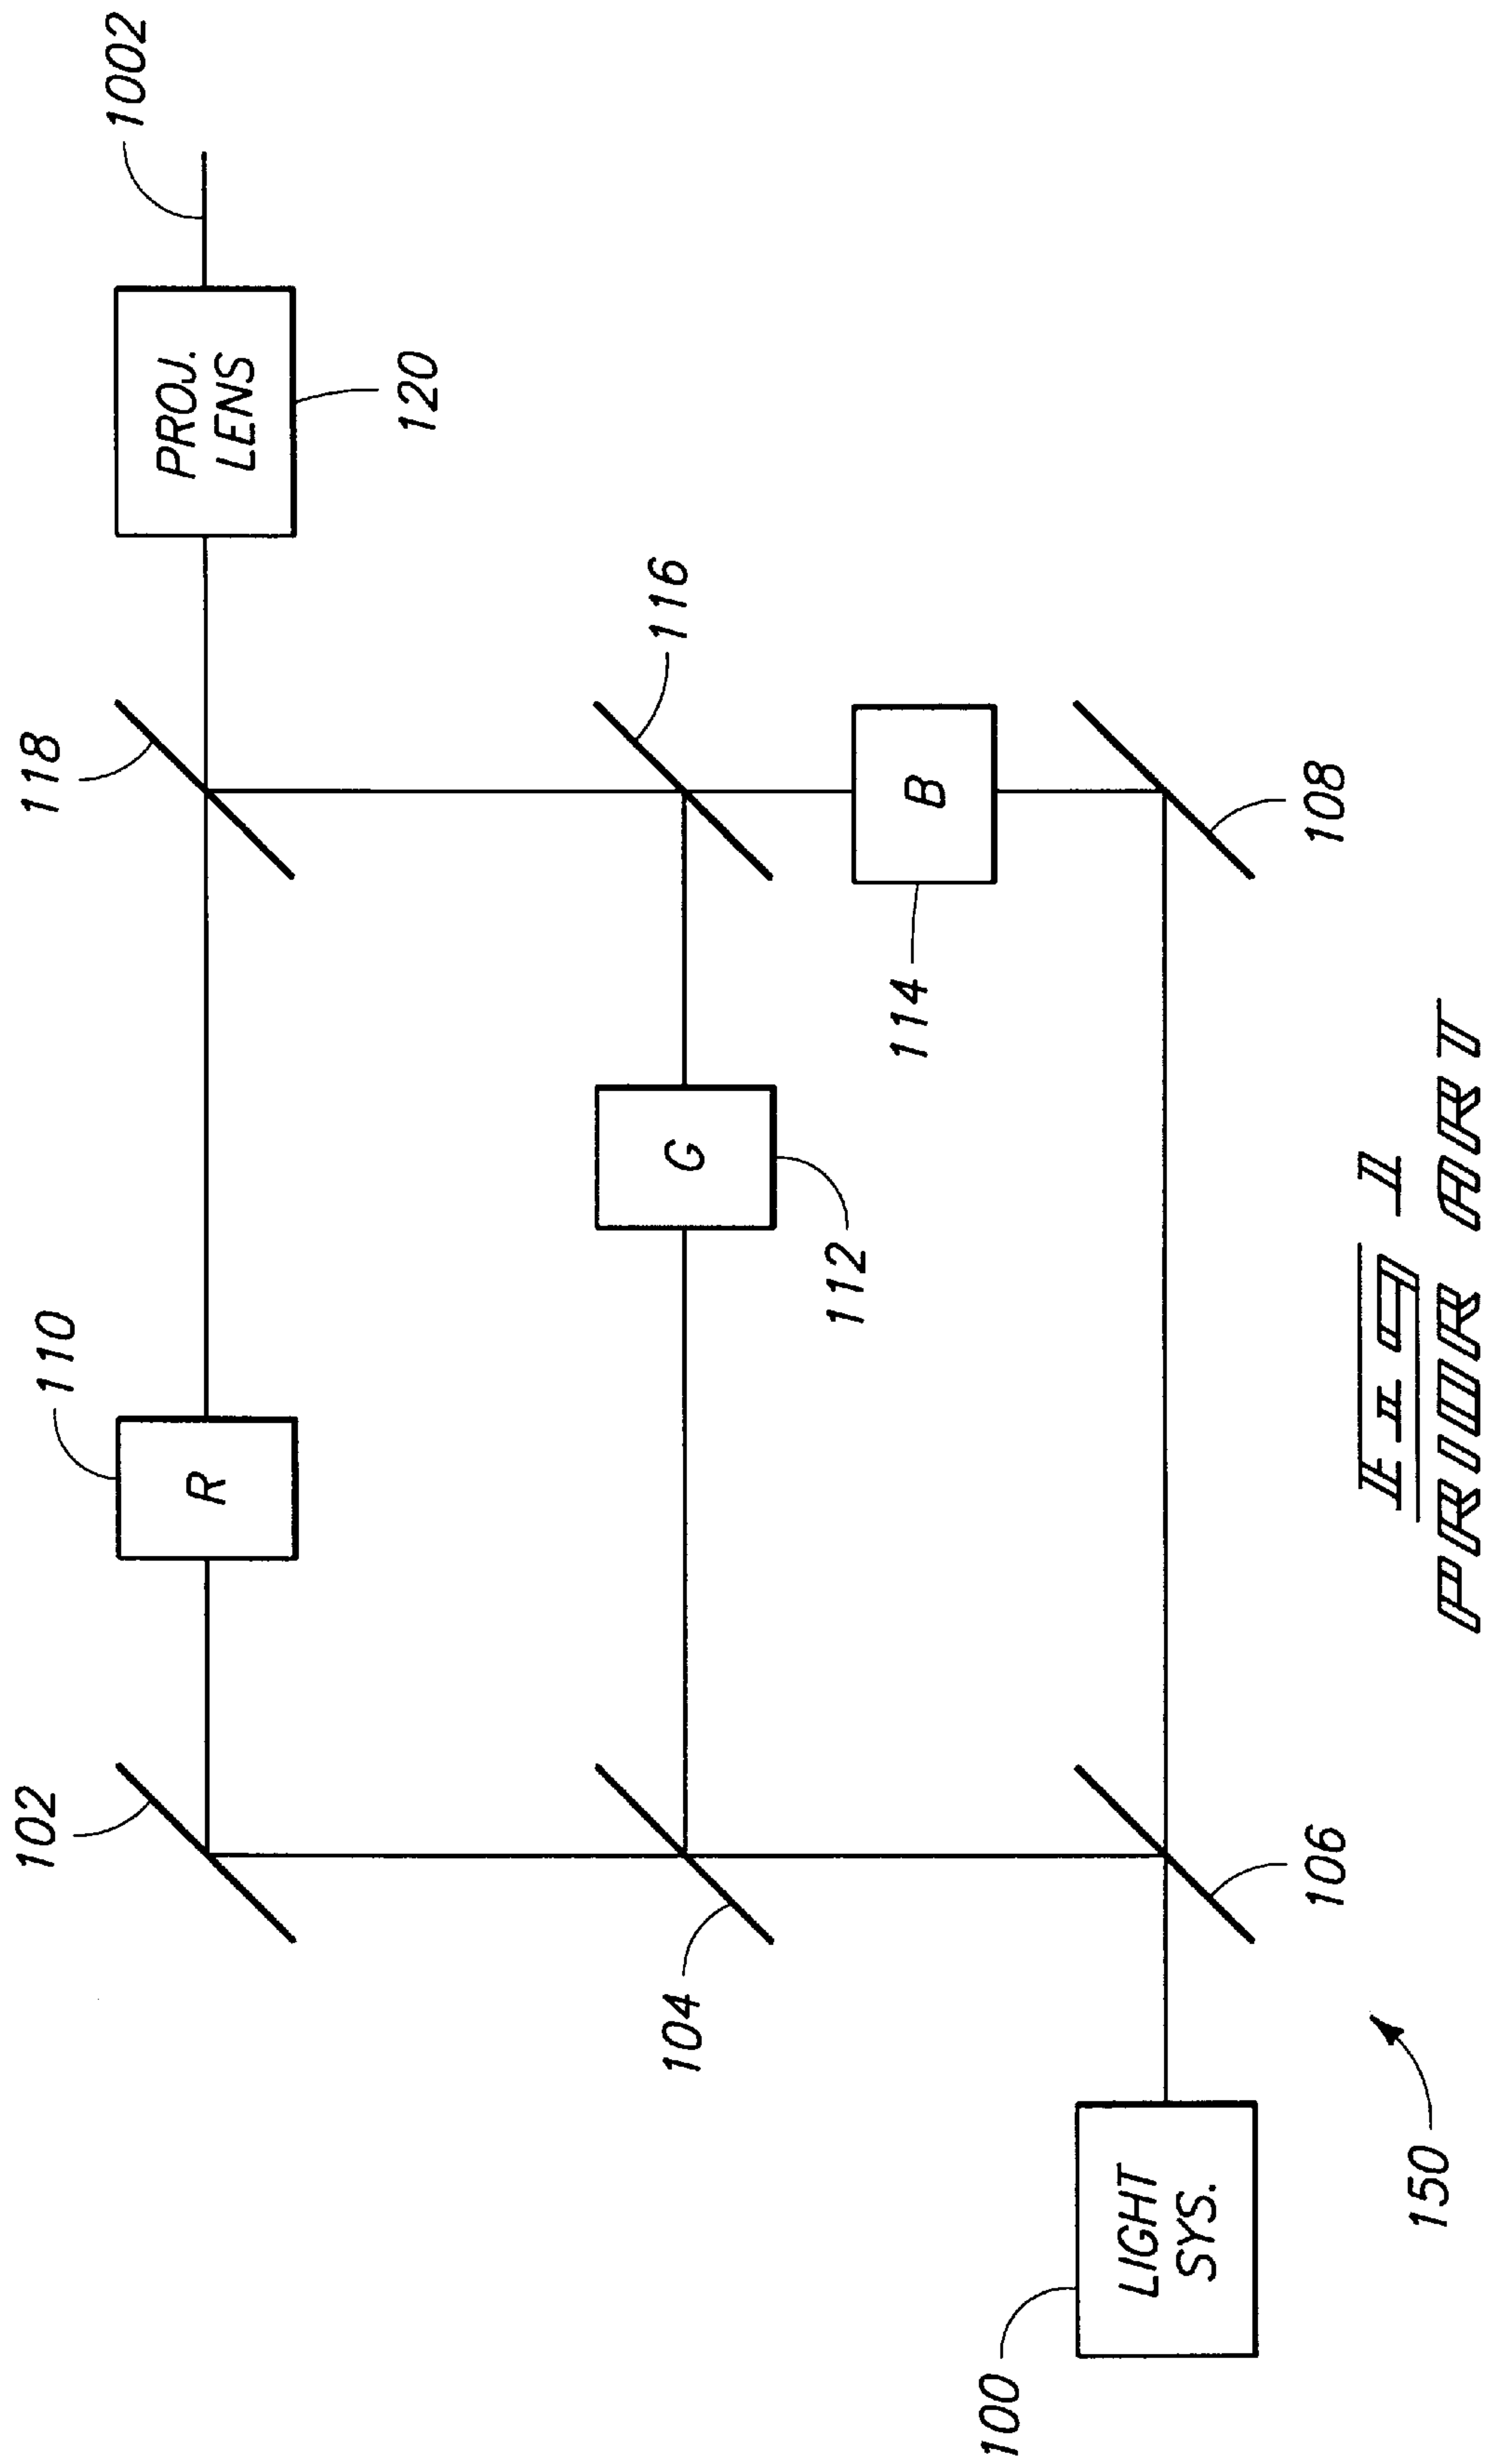 102
110
118
1002
R
PROJ.
LENS
120
104
G
116
112
114
B
100
LIGHT
SYS.
106
108
150
Fig 1
PRIOR ART